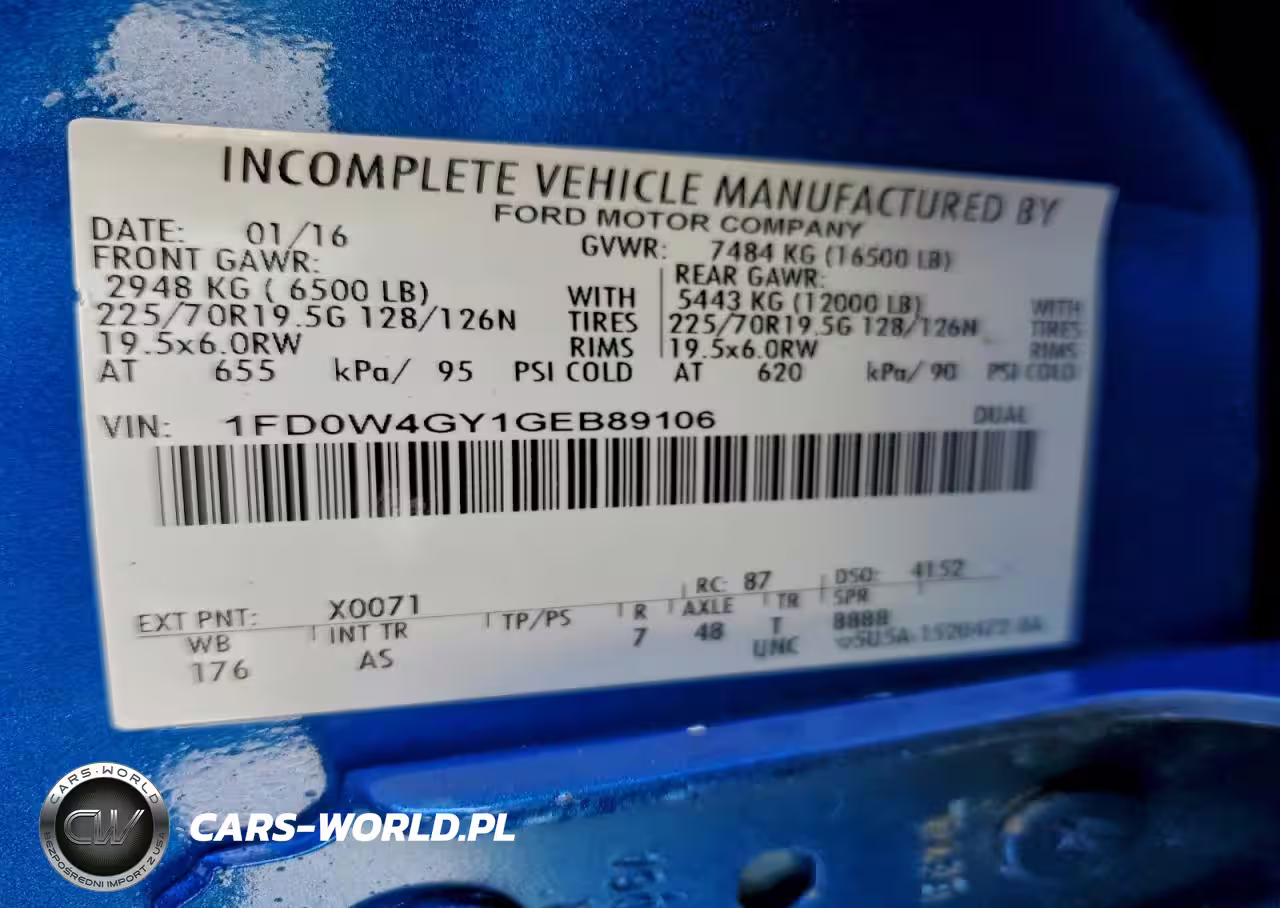 INCOMPLETE VEHICLE MANUFACTURED BY
FORD MOTOR COMPANY
DATE: 01/16 GVWR: 7484 KG (16500 LB)
FRONT GAWR: REAR GAWR:
2948 KG ( 6500 LB) WITH 5443 KG (12000 LB) WITH
225/70R19.5G 128/126N TIRES 225/70R19.5G 128/126N TIRES
19.5x6.0RW RIMS 19.5x6.0RW RIMS
AT 655 kPa/ 95 PSI COLD AT 620 kPa/ 90 PSI COLD
VIN: 1FD0W4GY1GEB89106 DUAL
EXT PNT: X0071 RC: 87 DSO: 4152
WB INT TR TP/PS R AXLE TR SPR
176 AS 7 48 T 8888
UNC
CARS-WORLD
CW
BEZPOŚREDNI IMPORT Z USA
CARS-WORLD.PL